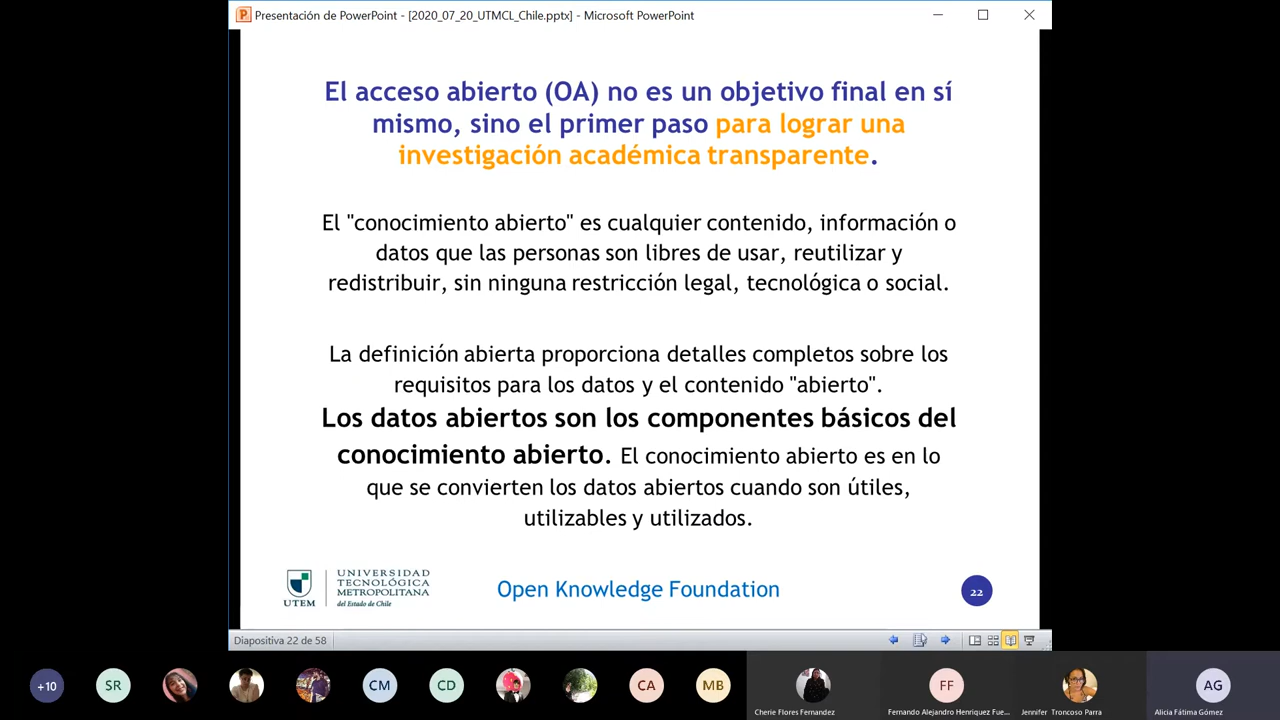 Presentación de PowerPoint - [2020_07_20_UTMCL_Chile.pptx] - Microsoft PowerPoint
El acceso abierto (OA) no es un objetivo final en sí
mismo, sino el primer paso para lograr una
investigación académica transparente.
El "conocimiento abierto" es cualquier contenido, información o
datos que las personas son libres de usar, reutilizar y
redistribuir, sin ninguna restricción legal, tecnológica o social.
La definición abierta proporciona detalles completos sobre los
requisitos para los datos y el contenido "abierto".
Los datos abiertos son los componentes básicos del
conocimiento abierto. El conocimiento abierto es en lo
que se convierten los datos abiertos cuando son útiles,
utilizables y utilizados.
UTEM
UNIVERSIDAD
TECNOLÓGICA
METROPOLITANA
del Estado de Chile
Open Knowledge Foundation
22
Diapositiva 22 de 58
+10
SR
CM
CD
CA
MB
Cherie Flores Fernandez
FF
Fernando Alejandro Henriquez Fue...
Jennifer Troncoso Parra
AG
Alicia Fátima Gómez